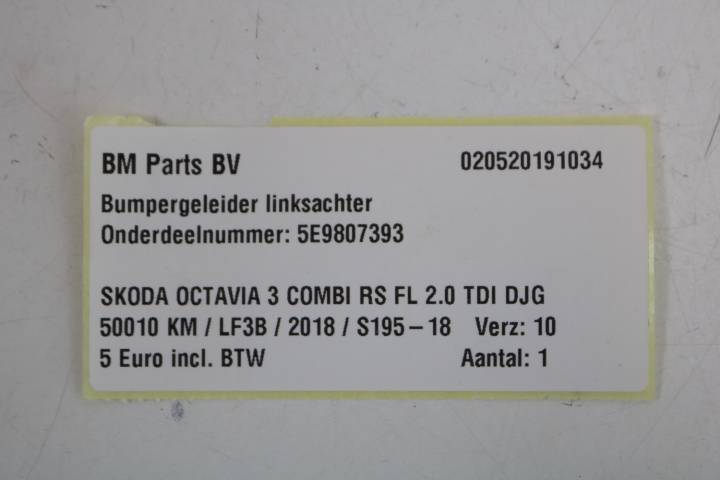 BM Parts BV 020520191034
Bumpergeleider linksachter
Onderdeelnummer: 5E9807393
SKODA OCTAVIA 3 COMBI RS FL 2.0 TDI DJG
50010 KM / LF3B / 2018 / S195-18 Verz: 10
5 Euro incl. BTW Aantal: 1